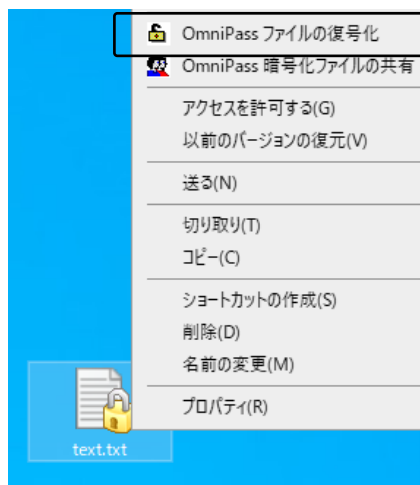 OmniPass ファイルの復号化
OmniPass 暗号化ファイルの共有
アクセスを許可する(G)
以前のバージョンの復元(V)
送る(N)
切り取り(T)
コピー(C)
ショートカットの作成(S)
削除(D)
名前の変更(M)
プロパティ(R)
text.txt